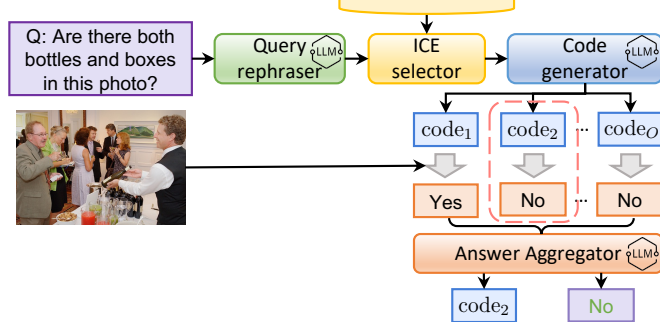 Q: Are there both
bottles and boxes
in this photo?
Query
rephraser
LLM
ICE
selector
Code
generator
LLM
code₁
code₂
...
code_O
Yes
No
...
No
Answer Aggregator
LLM
code₂
No